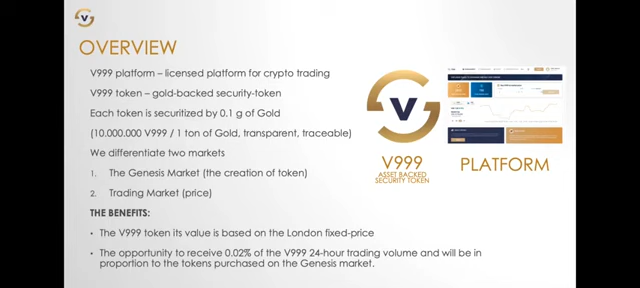 V
OVERVIEW
V999 platform – licensed platform for crypto trading
V999 token – gold-backed security-token
Each token is securitized by 0.1 g of Gold
(10.000.000 V999 / 1 ton of Gold, transparent, traceable)
We differentiate two markets
1. The Genesis Market (the creation of token)
2. Trading Market (price)
THE BENEFITS:
• The V999 token its value is based on the London fixed-price
• The opportunity to receive 0.02% of the V999 24-hour trading volume and will be in
proportion to the tokens purchased on the Genesis market.
V
V999
ASSET BACKED
SECURITY TOKEN
PLATFORM